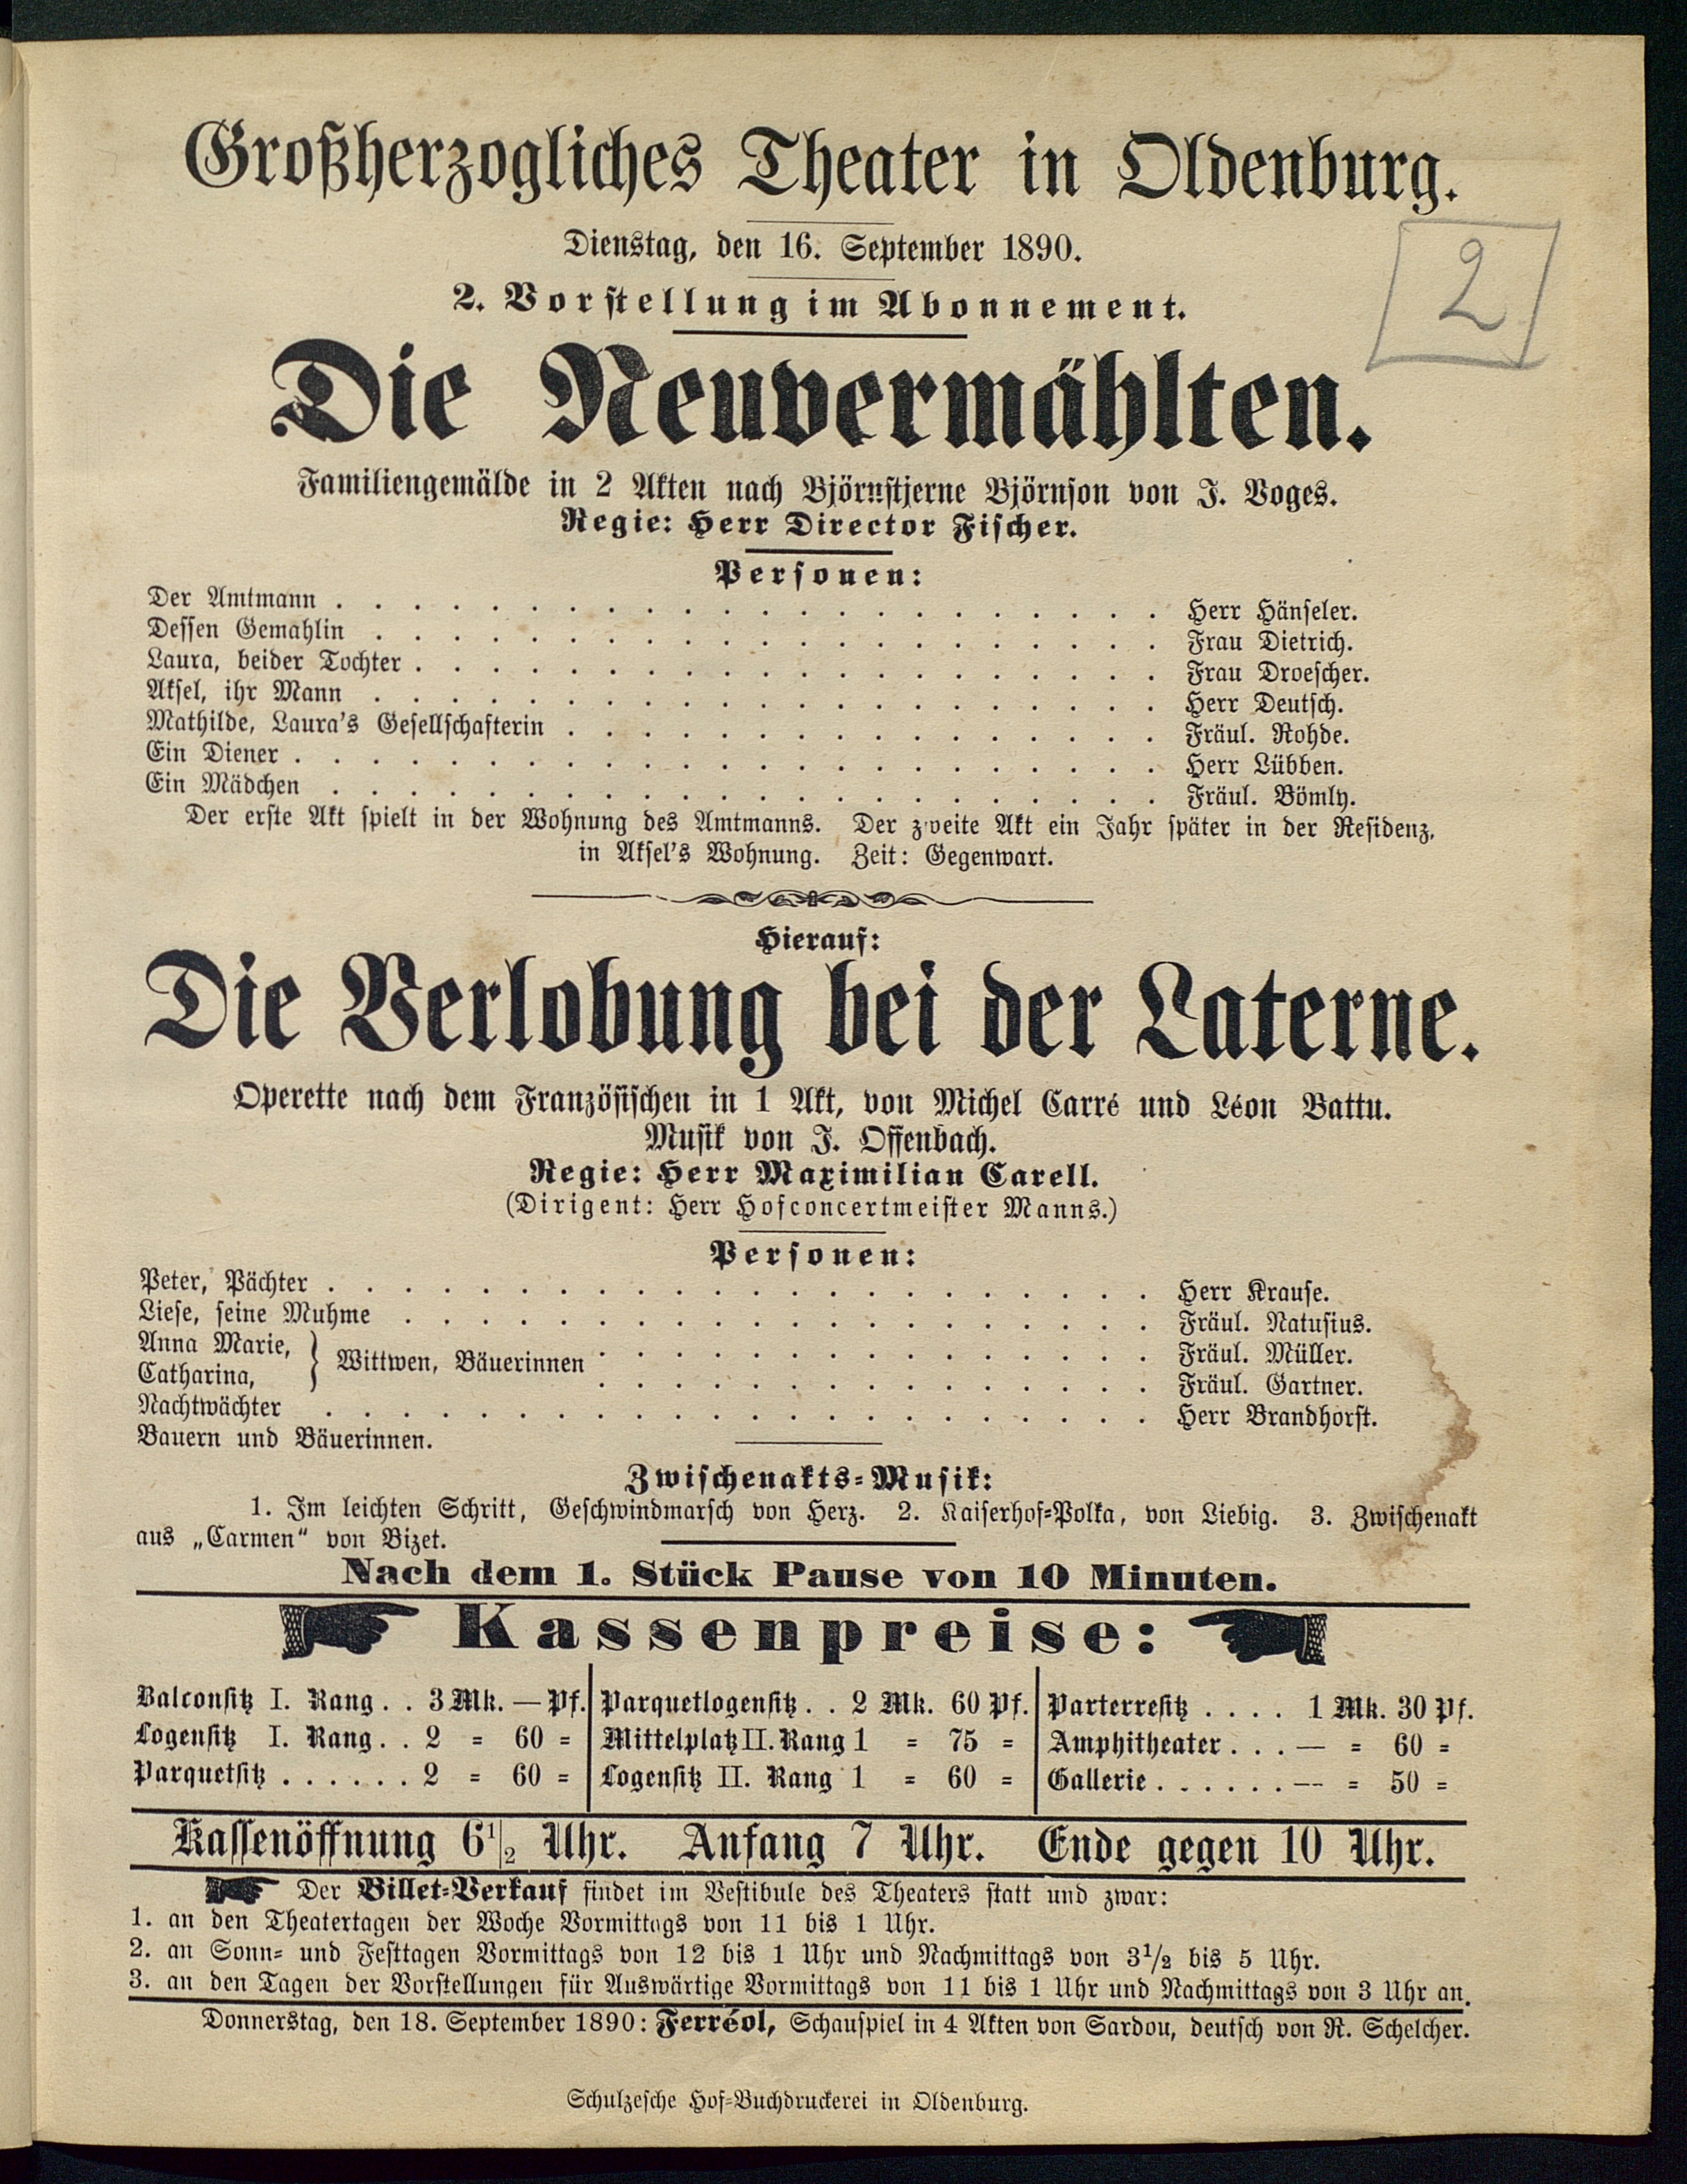 Großherzogliches Theater in Oldenburg.
Dienstag, den 16. September 1890.
2
2. Vorstellung im Abonnement.
Die Neuvermählten.
Familiengemälde in 2 Akten nach Björnstjerne Björnson von J. Voges.
Regie: Herr Director Fischer.
Personen:
Der Amtmann . . . . . . . . . . Herr Hänseler.
Dessen Gemahlin . . . . . . . . . . Frau Dietrich.
Laura, beider Tochter . . . . . . . . . . Frau Droescher.
Aksel, ihr Mann . . . . . . . . . . Herr Deutsch.
Mathilde, Laura's Gesellschafterin . . . . . . . . . . Fräul. Rohde.
Ein Diener . . . . . . . . . . Herr Lübben.
Ein Mädchen . . . . . . . . . . Fräul. Bömly.
Der erste Akt spielt in der Wohnung des Amtmanns. Der zweite Akt ein Jahr später in der Residenz,
in Aksel's Wohnung. Zeit: Gegenwart.
Hierauf:
Die Verlobung bei der Laterne.
Operette nach dem Französischen in 1 Akt, von Michel Carré und Léon Battu.
Musik von J. Offenbach.
Regie: Herr Maximilian Carell.
(Dirigent: Herr Hofconcertmeister Manns.)
Personen:
Peter, Pächter . . . . . . . . . . Herr Krause.
Liese, seine Muhme . . . . . . . . . . Fräul. Natusius.
Anna Marie, } Wittwen, Bäuerinnen . . . . . . . . . . Fräul. Müller.
Catharina, . . . . . . . . . . Fräul. Gartner.
Nachtwächter . . . . . . . . . . Herr Brandhorst.
Bauern und Bäuerinnen.
Zwischenakts-Musik:
1. Im leichten Schritt, Geschwindmarsch von Herz. 2. Kaiserhof-Polka, von Liebig. 3. Zwischenakt
aus „Carmen" von Bizet.
Nach dem 1. Stück Pause von 10 Minuten.
Kassenpreise:
Balconsitz I. Rang . . 3 Mk. — Pf. Parquetlogensitz . . 2 Mk. 60 Pf. Parterresitz . . . . 1 Mk. 30 Pf.
Logensitz I. Rang . . 2 = 60 = Mittelplatz II. Rang 1 = 75 = Amphitheater . . . — = 60 =
Parquetsitz . . . . . . 2 = 60 = Logensitz II. Rang 1 = 60 = Gallerie . . . . . . — = 50 =
Kassenöffnung 6 1/2 Uhr. Anfang 7 Uhr. Ende gegen 10 Uhr.
Der Billet-Verkauf findet im Vestibule des Theaters statt und zwar:
1. an den Theatertagen der Woche Vormittags von 11 bis 1 Uhr.
2. an Sonn- und Festtagen Vormittags von 12 bis 1 Uhr und Nachmittags von 3 1/2 bis 5 Uhr.
3. an den Tagen der Vorstellungen für Auswärtige Vormittags von 11 bis 1 Uhr und Nachmittags von 3 Uhr an.
Donnerstag, den 18. September 1890: Ferréol, Schauspiel in 4 Akten von Sardou, deutsch von R. Schelcher.
Schulzesche Hof-Buchdruckerei in Oldenburg.